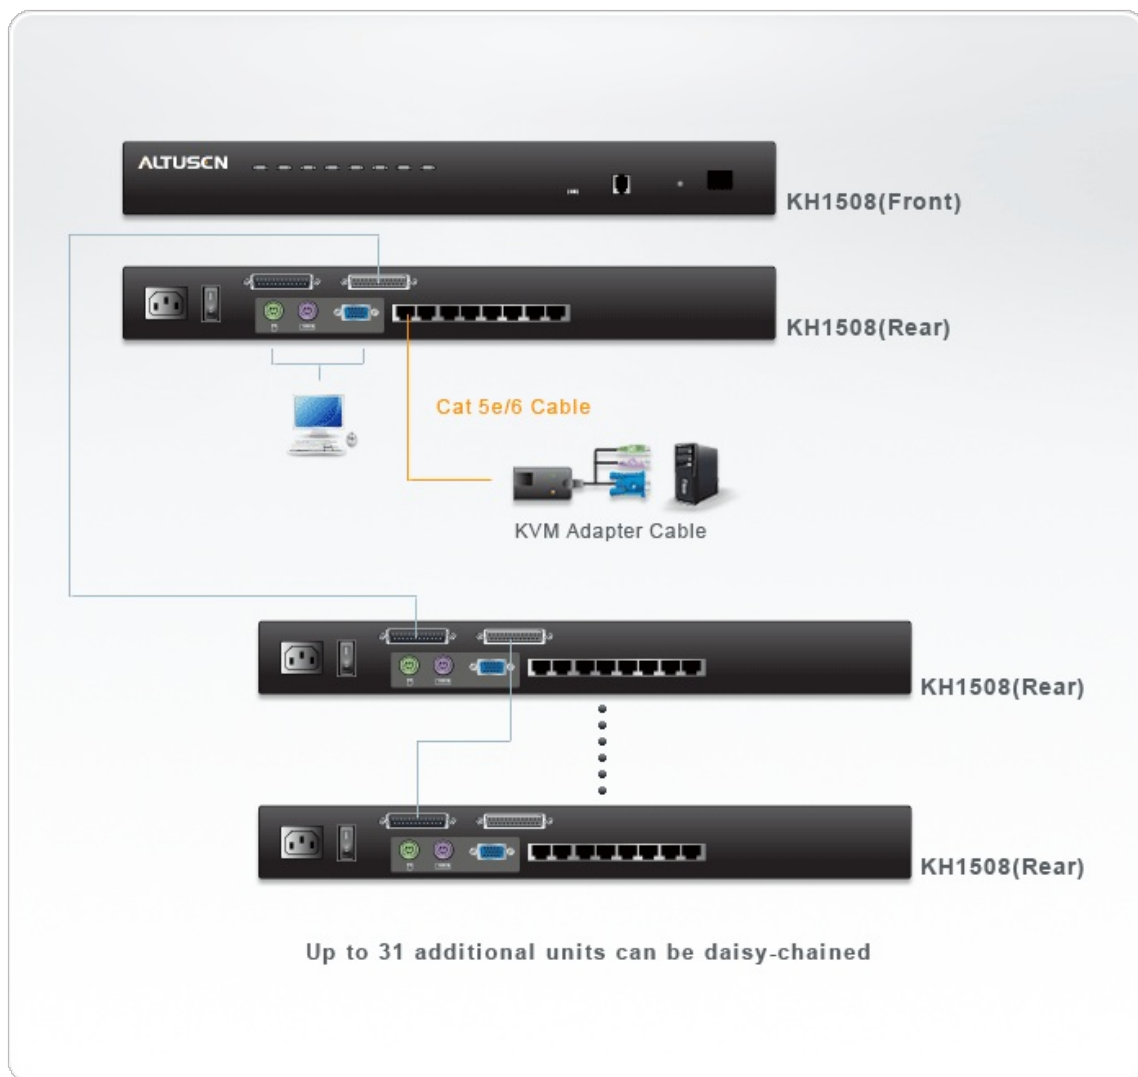 ALTUSCN
KH1508(Front)
KH1508(Rear)
Cat 5e/6 Cable
KVM Adapter Cable
KH1508(Rear)
KH1508(Rear)
Up to 31 additional units can be daisy-chained